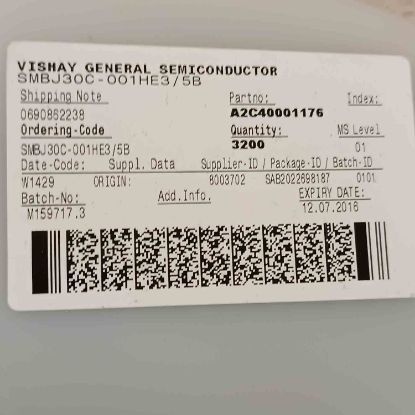 VISHAY GENERAL SEMICONDUCTOR
SMBJ30C-001HE3/5B
Shipping Note Partno: Index:
0690862238 A2C40001176
Ordering-Code Quantity: MS Level
SMBJ30C-001HE3/5B 3200 01
Date-Code: Suppl. Data Supplier-ID / Package-ID / Batch-ID
W1429 ORIGIN: 8003702 SAB2022698187 0101
Batch-No: Add.Info. EXPIRY DATE:
M159717.3 12.07.2016